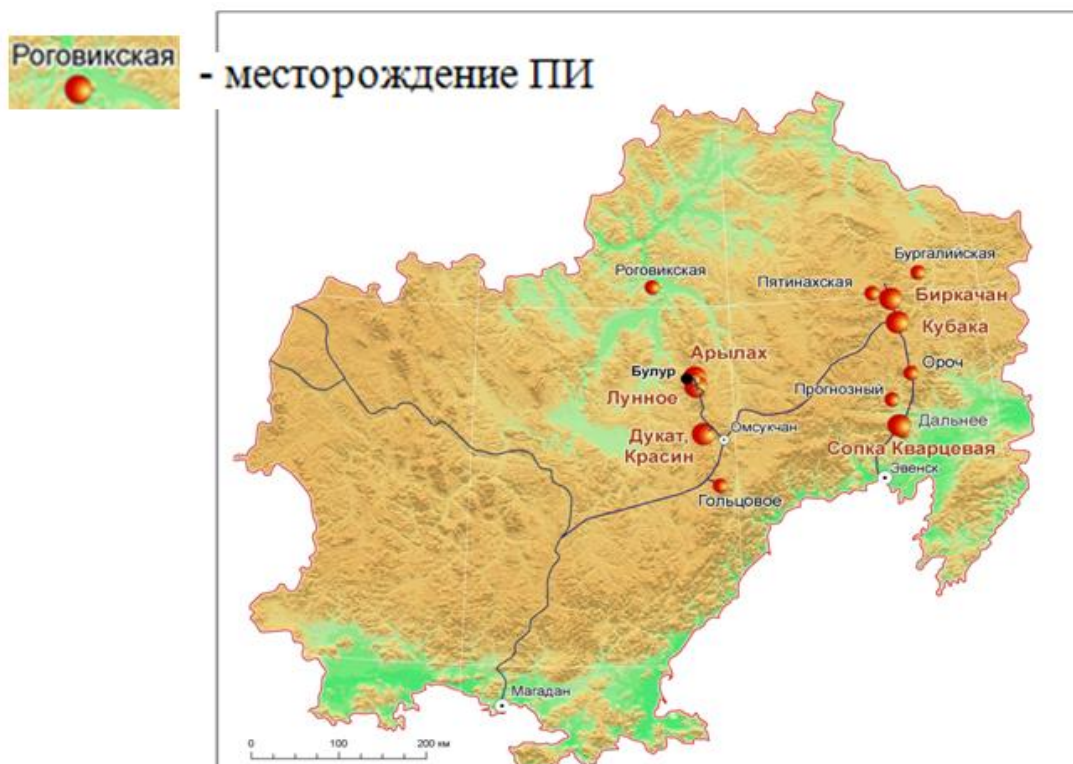 Роговикская
- месторождение ПИ
Бургалийская
Роговикская
Пятинахская
Биркачан
Кубака
Арылах
Булур
Ороч
Лунное
Прогнозный
Дукат,
Красин
Омсукчан
Дальнее
Сопка Кварцевая
Эвенск
Гольцовое
Магадан
0 100 200 км